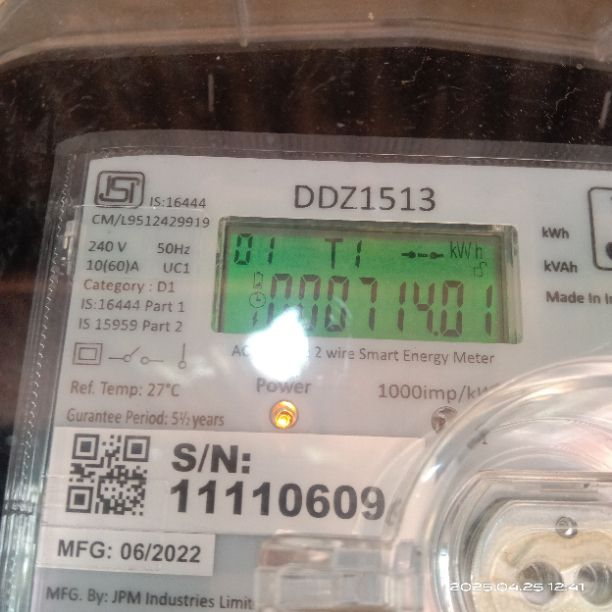 IS:16444
DDZ1513
CM/L9512429919
240 V 50Hz
10(60)A UC1
Category : D1
IS:16444 Part 1
IS 15959 Part 2
01 T1 kWh
000714.01
kWh
kVAh
Made in
2 wire Smart Energy Meter
Ref. Temp: 27°C
Power
1000imp/k
Gurantee Period: 5½ years
S/N:
11110609
MFG: 06/2022
MFG. By: JPM Industries Limit
2025.04.25 12:41